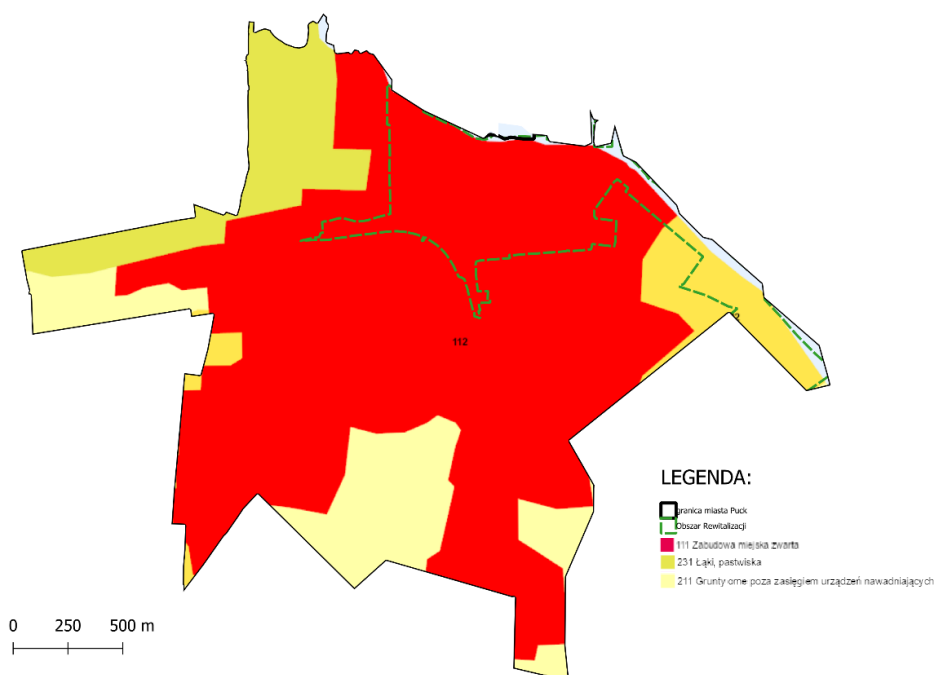 112
LEGENDA:
granica miasta Puck
Obszar Rewitalizacji
111 Zabudowa miejska zwarta
231 Łąki, pastwiska
211 Grunty orne poza zasięgiem urządzeń nawadniających
0 250 500 m